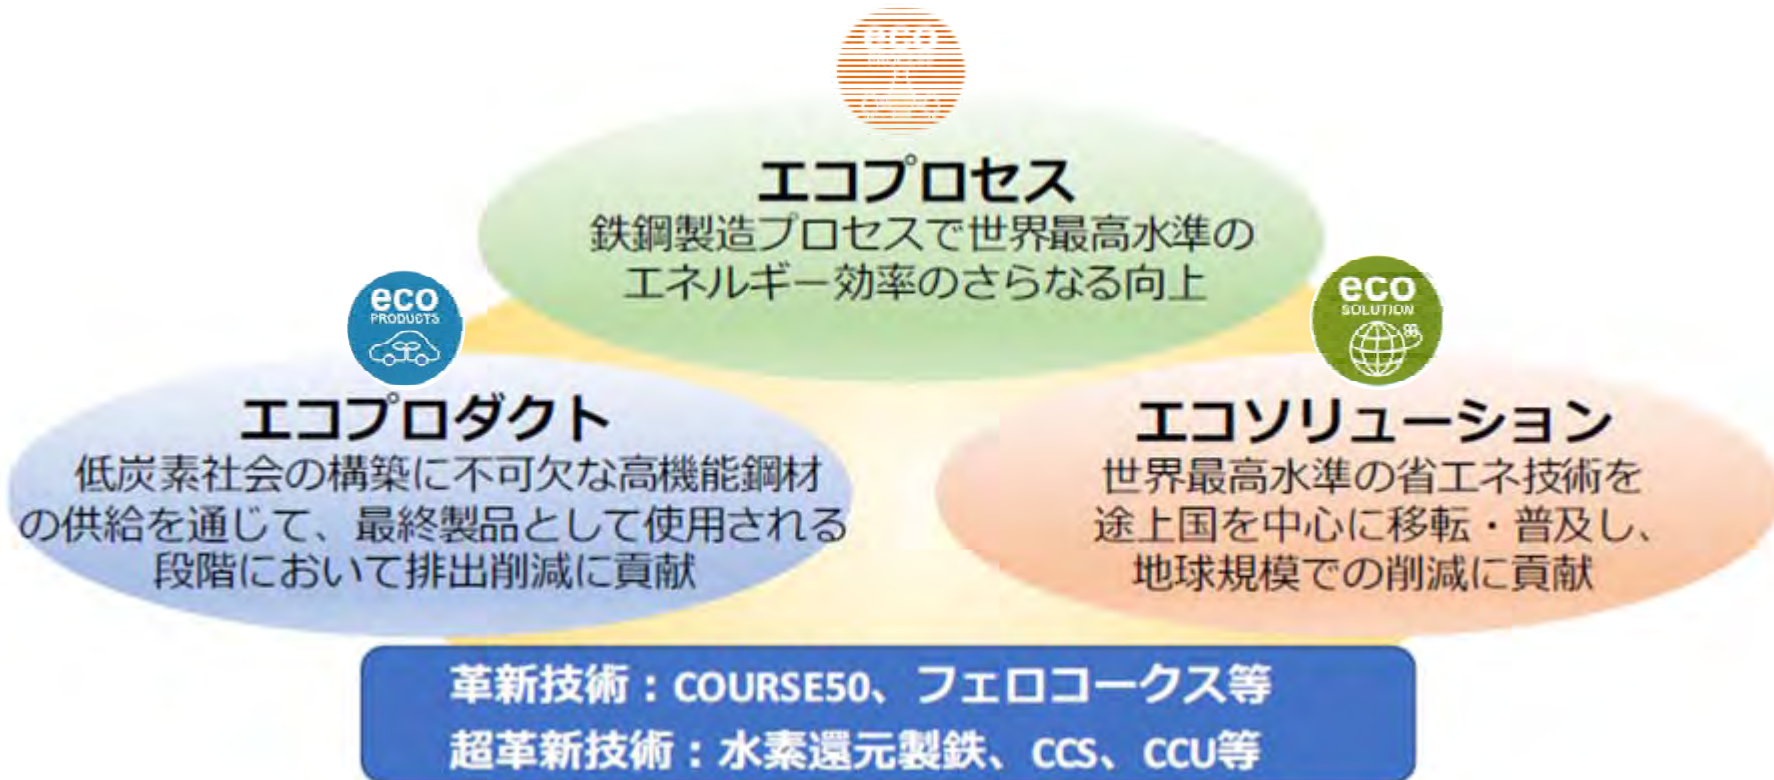 eco
エコプロセス
鉄鋼製造プロセスで世界最高水準の
エネルギー効率のさらなる向上
eco
PRODUCTS
エコプロダクト
低炭素社会の構築に不可欠な高機能鋼材
の供給を通じて、最終製品として使用される
段階において排出削減に貢献
eco
SOLUTION
エコソリューション
世界最高水準の省エネ技術を
途上国を中心に移転・普及し、
地球規模での削減に貢献
革新技術：COURSE50、フェロコークス等
超革新技術：水素還元製鉄、CCS、CCU等